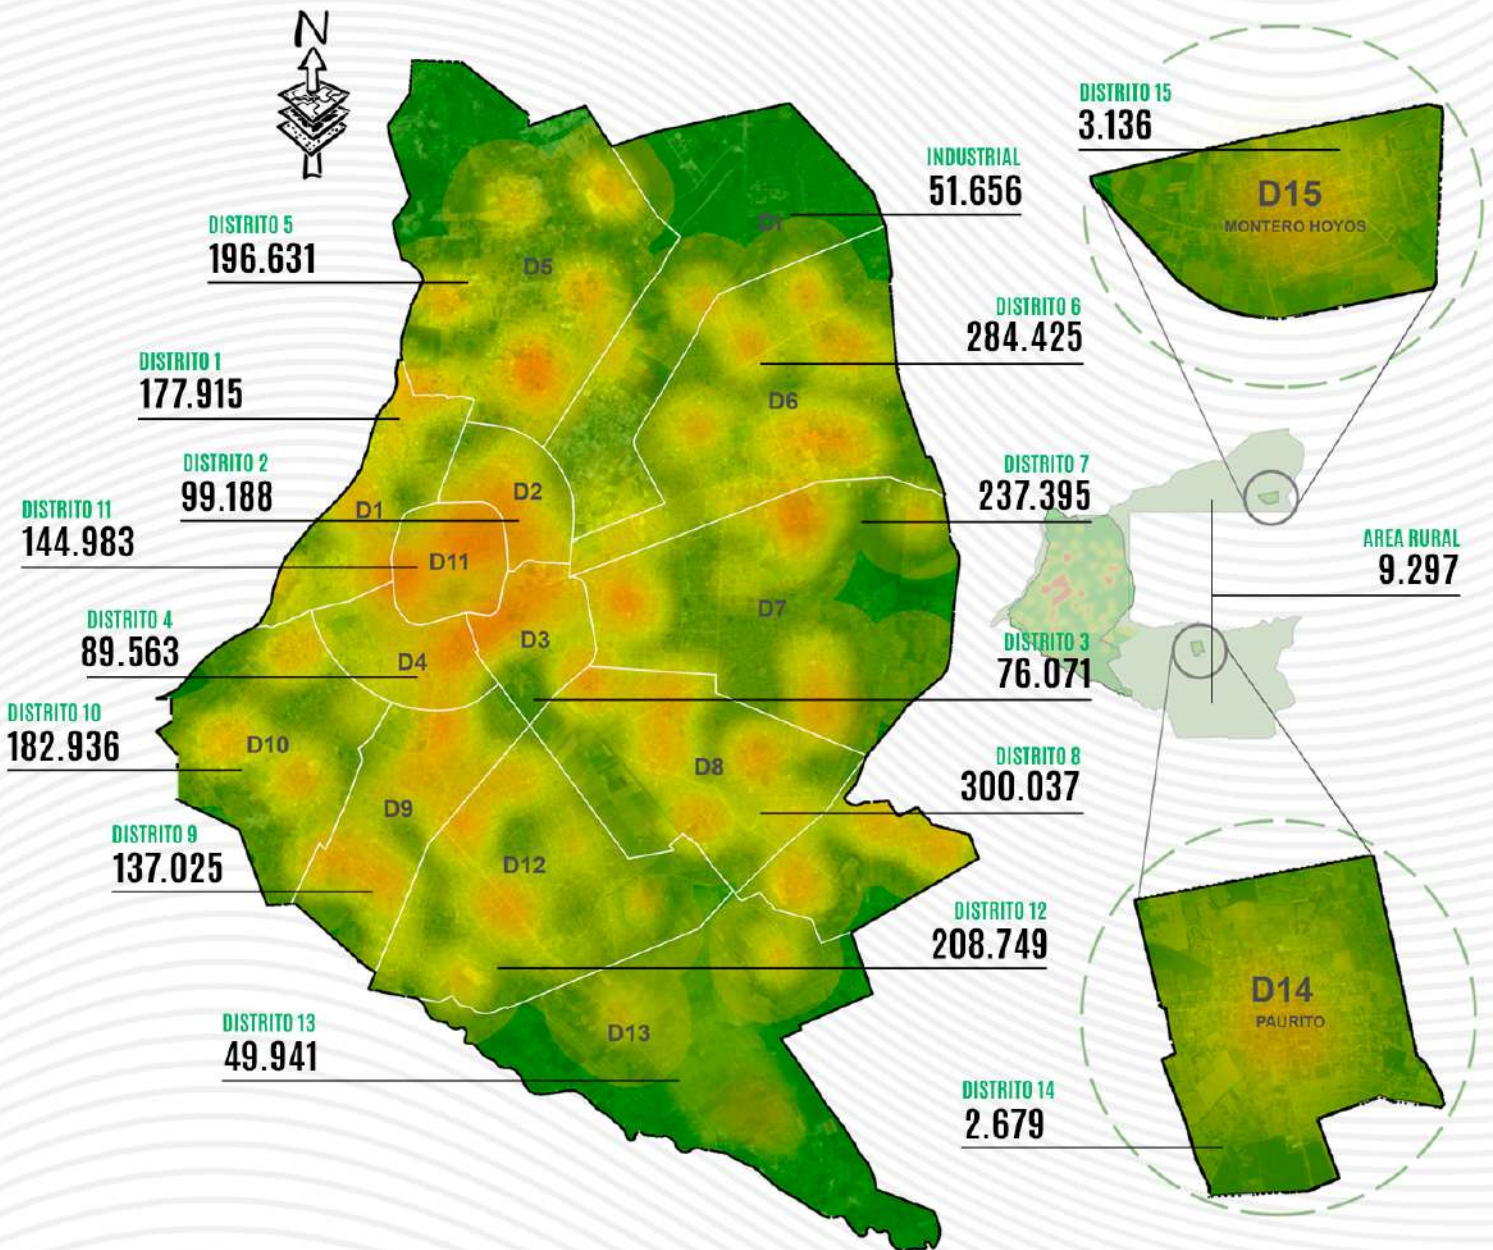 N
DISTRITO 15
3.136
INDUSTRIAL
51.656
D15
MONTERO HOYOS
DI
DISTRITO 5
196.631
D5
DISTRITO 6
284.425
DISTRITO 1
177.915
D6
DISTRITO 2
99.188
D2
DISTRITO 7
237.395
D1
DISTRITO 11
144.983
AREA RURAL
9.297
D11
D7
DISTRITO 4
89.563
D3
D4
DISTRITO 3
76.071
DISTRITO 10
182.936
D10
D8
DISTRITO 8
300.037
D9
DISTRITO 9
137.025
D12
DISTRITO 12
208.749
D14
PAURITO
DISTRITO 13
49.941
D13
DISTRITO 14
2.679